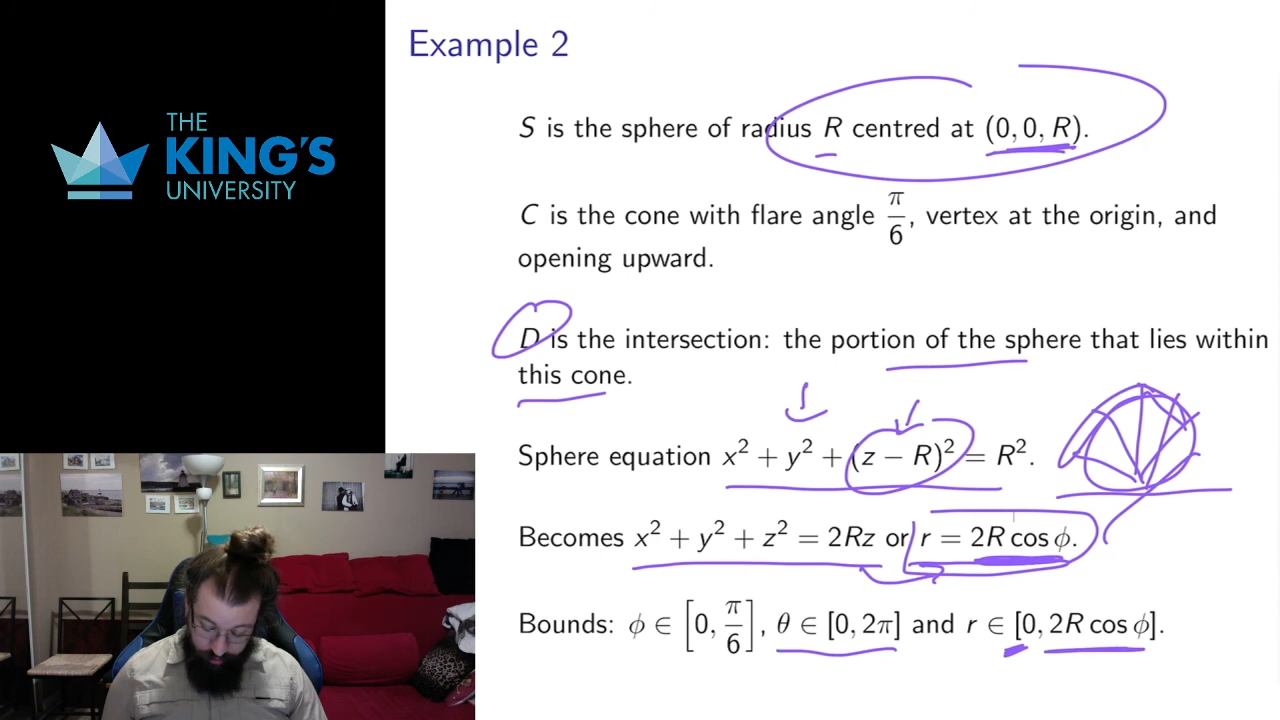 THE
KING'S
UNIVERSITY
Example 2
S is the sphere of radius R centred at (0, 0, R).
C is the cone with flare angle π/6, vertex at the origin, and
opening upward.
D is the intersection: the portion of the sphere that lies within
this cone.
Sphere equation x² + y² + (z − R)² = R².
Becomes x² + y² + z² = 2Rz or r = 2R cos ϕ.
Bounds: ϕ ∈ [0, π/6], θ ∈ [0, 2π] and r ∈ [0, 2R cos ϕ].